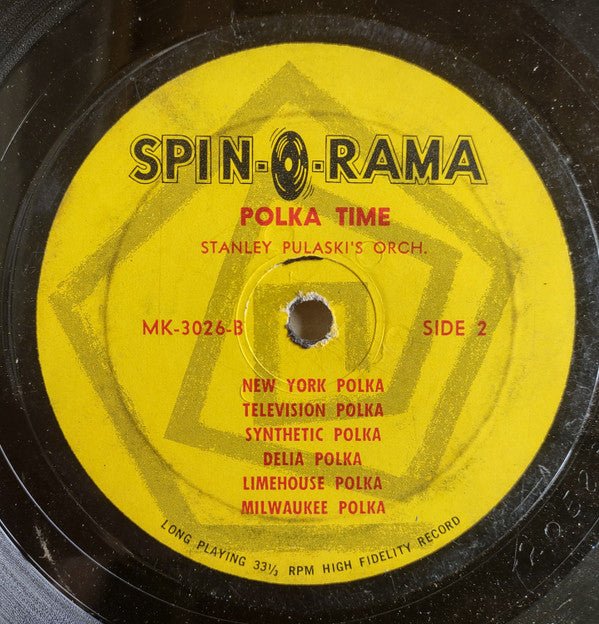 SPIN-O-RAMA
POLKA TIME
STANLEY PULASKI'S ORCH.
MK-3026-B SIDE 2
NEW YORK POLKA
TELEVISION POLKA
SYNTHETIC POLKA
DELIA POLKA
LIMEHOUSE POLKA
MILWAUKEE POLKA
LONG PLAYING 33⅓ RPM HIGH FIDELITY RECORD